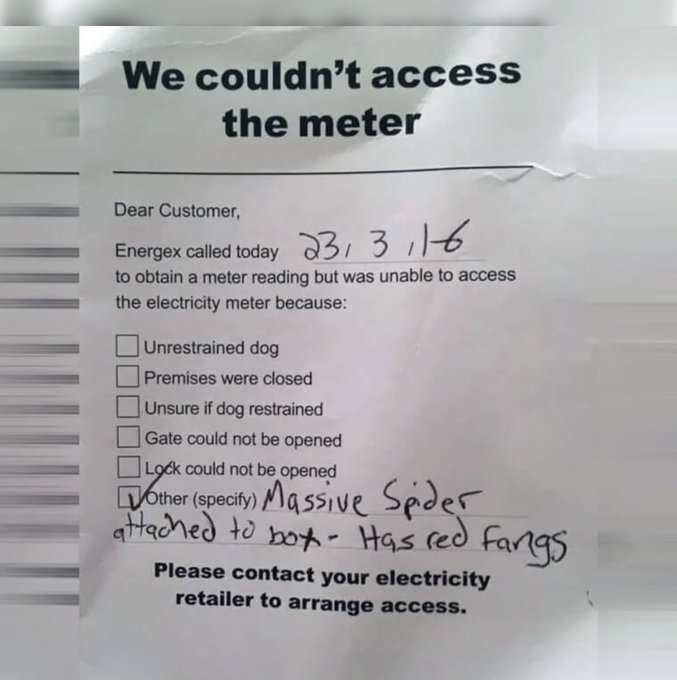 We couldn't access
the meter
Dear Customer,
Energex called today 23, 3, 16
to obtain a meter reading but was unable to access
the electricity meter because:
Unrestrained dog
Premises were closed
Unsure if dog restrained
Gate could not be opened
Lock could not be opened
Other (specify) Massive Spider
attached to box - Has red Fangs
Please contact your electricity
retailer to arrange access.